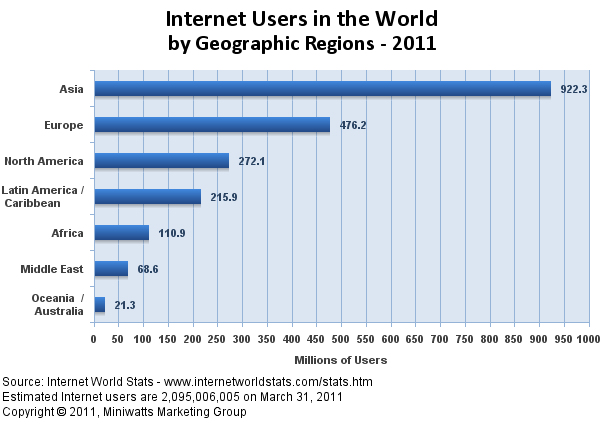 Internet Users in the World
by Geographic Regions - 2011
Asia 922.3
Europe 476.2
North America 272.1
Latin America /
Caribbean 215.9
Africa 110.9
Middle East 68.6
Oceania /
Australia 21.3
0 50 100 150 200 250 300 350 400 450 500 550 600 650 700 750 800 850 900 950 1000
Millions of Users
Source: Internet World Stats - www.internetworldstats.com/stats.htm
Estimated Internet users are 2,095,006,005 on March 31, 2011
Copyright © 2011, Miniwatts Marketing Group